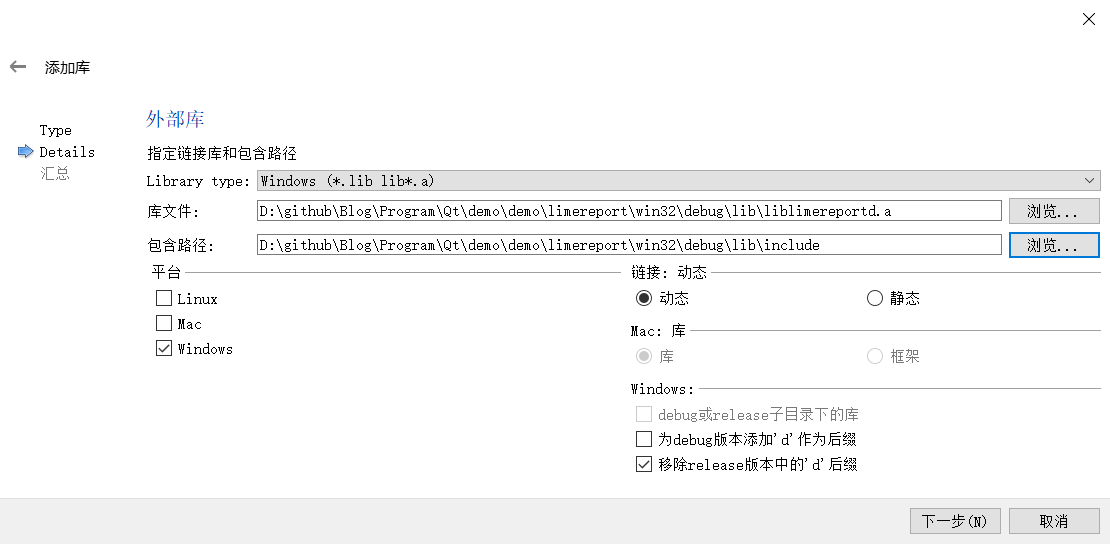 添加库
Type
Details
汇总
外部库
指定链接库和包含路径
Library type: Windows (*.lib lib*.a)
库文件: D:\github\Blog\Program\Qt\demo\demo\limereport\win32\debug\lib\liblimereportd.a 浏览...
包含路径: D:\github\Blog\Program\Qt\demo\demo\limereport\win32\debug\lib\include 浏览...
平台
Linux
Mac
Windows
链接: 动态
动态 静态
Mac: 库
库 框架
Windows:
debug或release子目录下的库
为debug版本添加'd'作为后缀
移除release版本中的'd'后缀
下一步(N) 取消